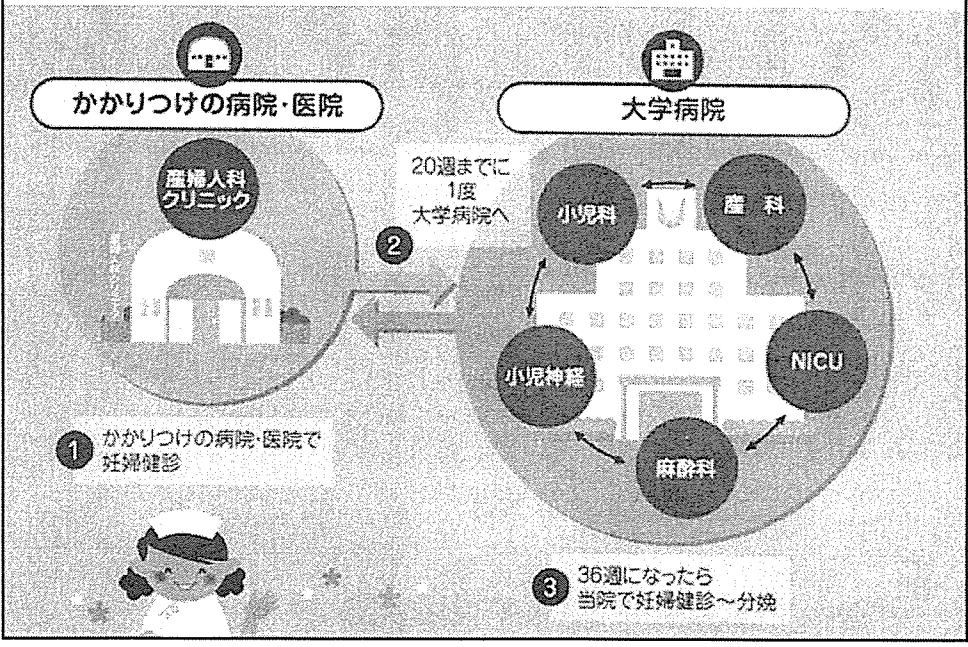 かかりつけの病院・医院
産婦人科
クリニック
1
かかりつけの病院・医院で
妊婦健診
20週までに
1度
大学病院へ
2
大学病院
小児科
産 科
小児神経
NICU
麻酔科
3
36週になったら
当院で妊婦健診～分娩